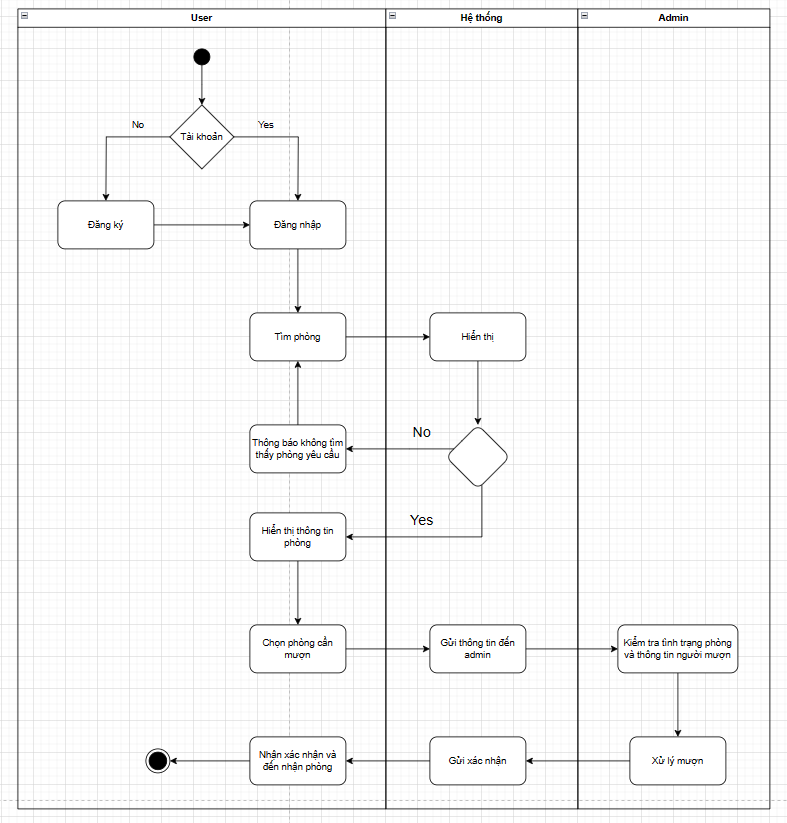 User
Hệ thống
Admin
Tài khoản
No
Yes
Đăng ký
Đăng nhập
Tìm phòng
Hiển thị
No
Thông báo không tìm
thấy phòng yêu cầu
Yes
Hiển thị thông tin
phòng
Chọn phòng cần
mượn
Gửi thông tin đến
admin
Kiểm tra tình trạng phòng
và thông tin người mượn
Nhận xác nhận và
đến nhận phòng
Gửi xác nhận
Xử lý mượn